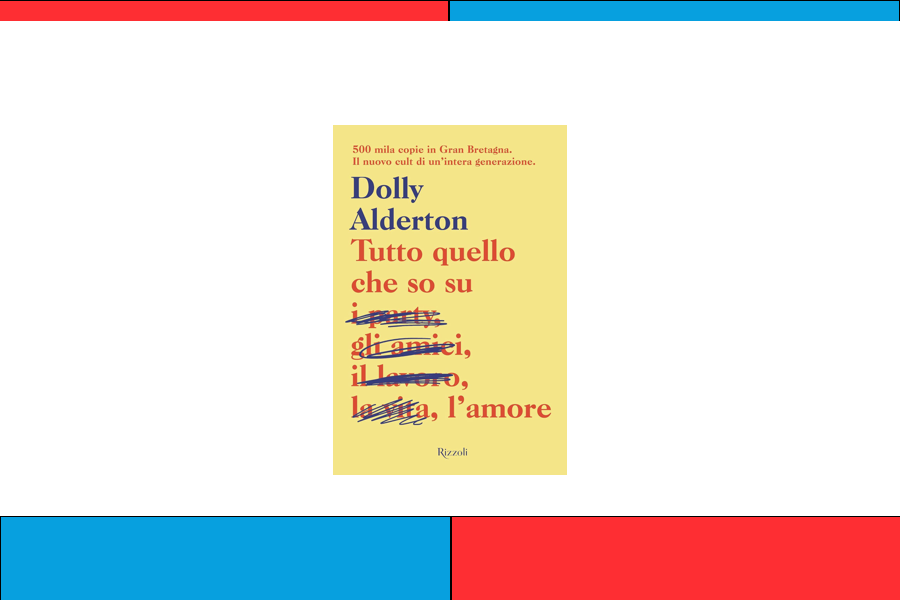 500 mila copie in Gran Bretagna.
Il nuovo cult di un'intera generazione.
Dolly
Alderton
Tutto quello
che so su
i party,
gli amici,
il lavoro,
la vita, l'amore
Rizzoli